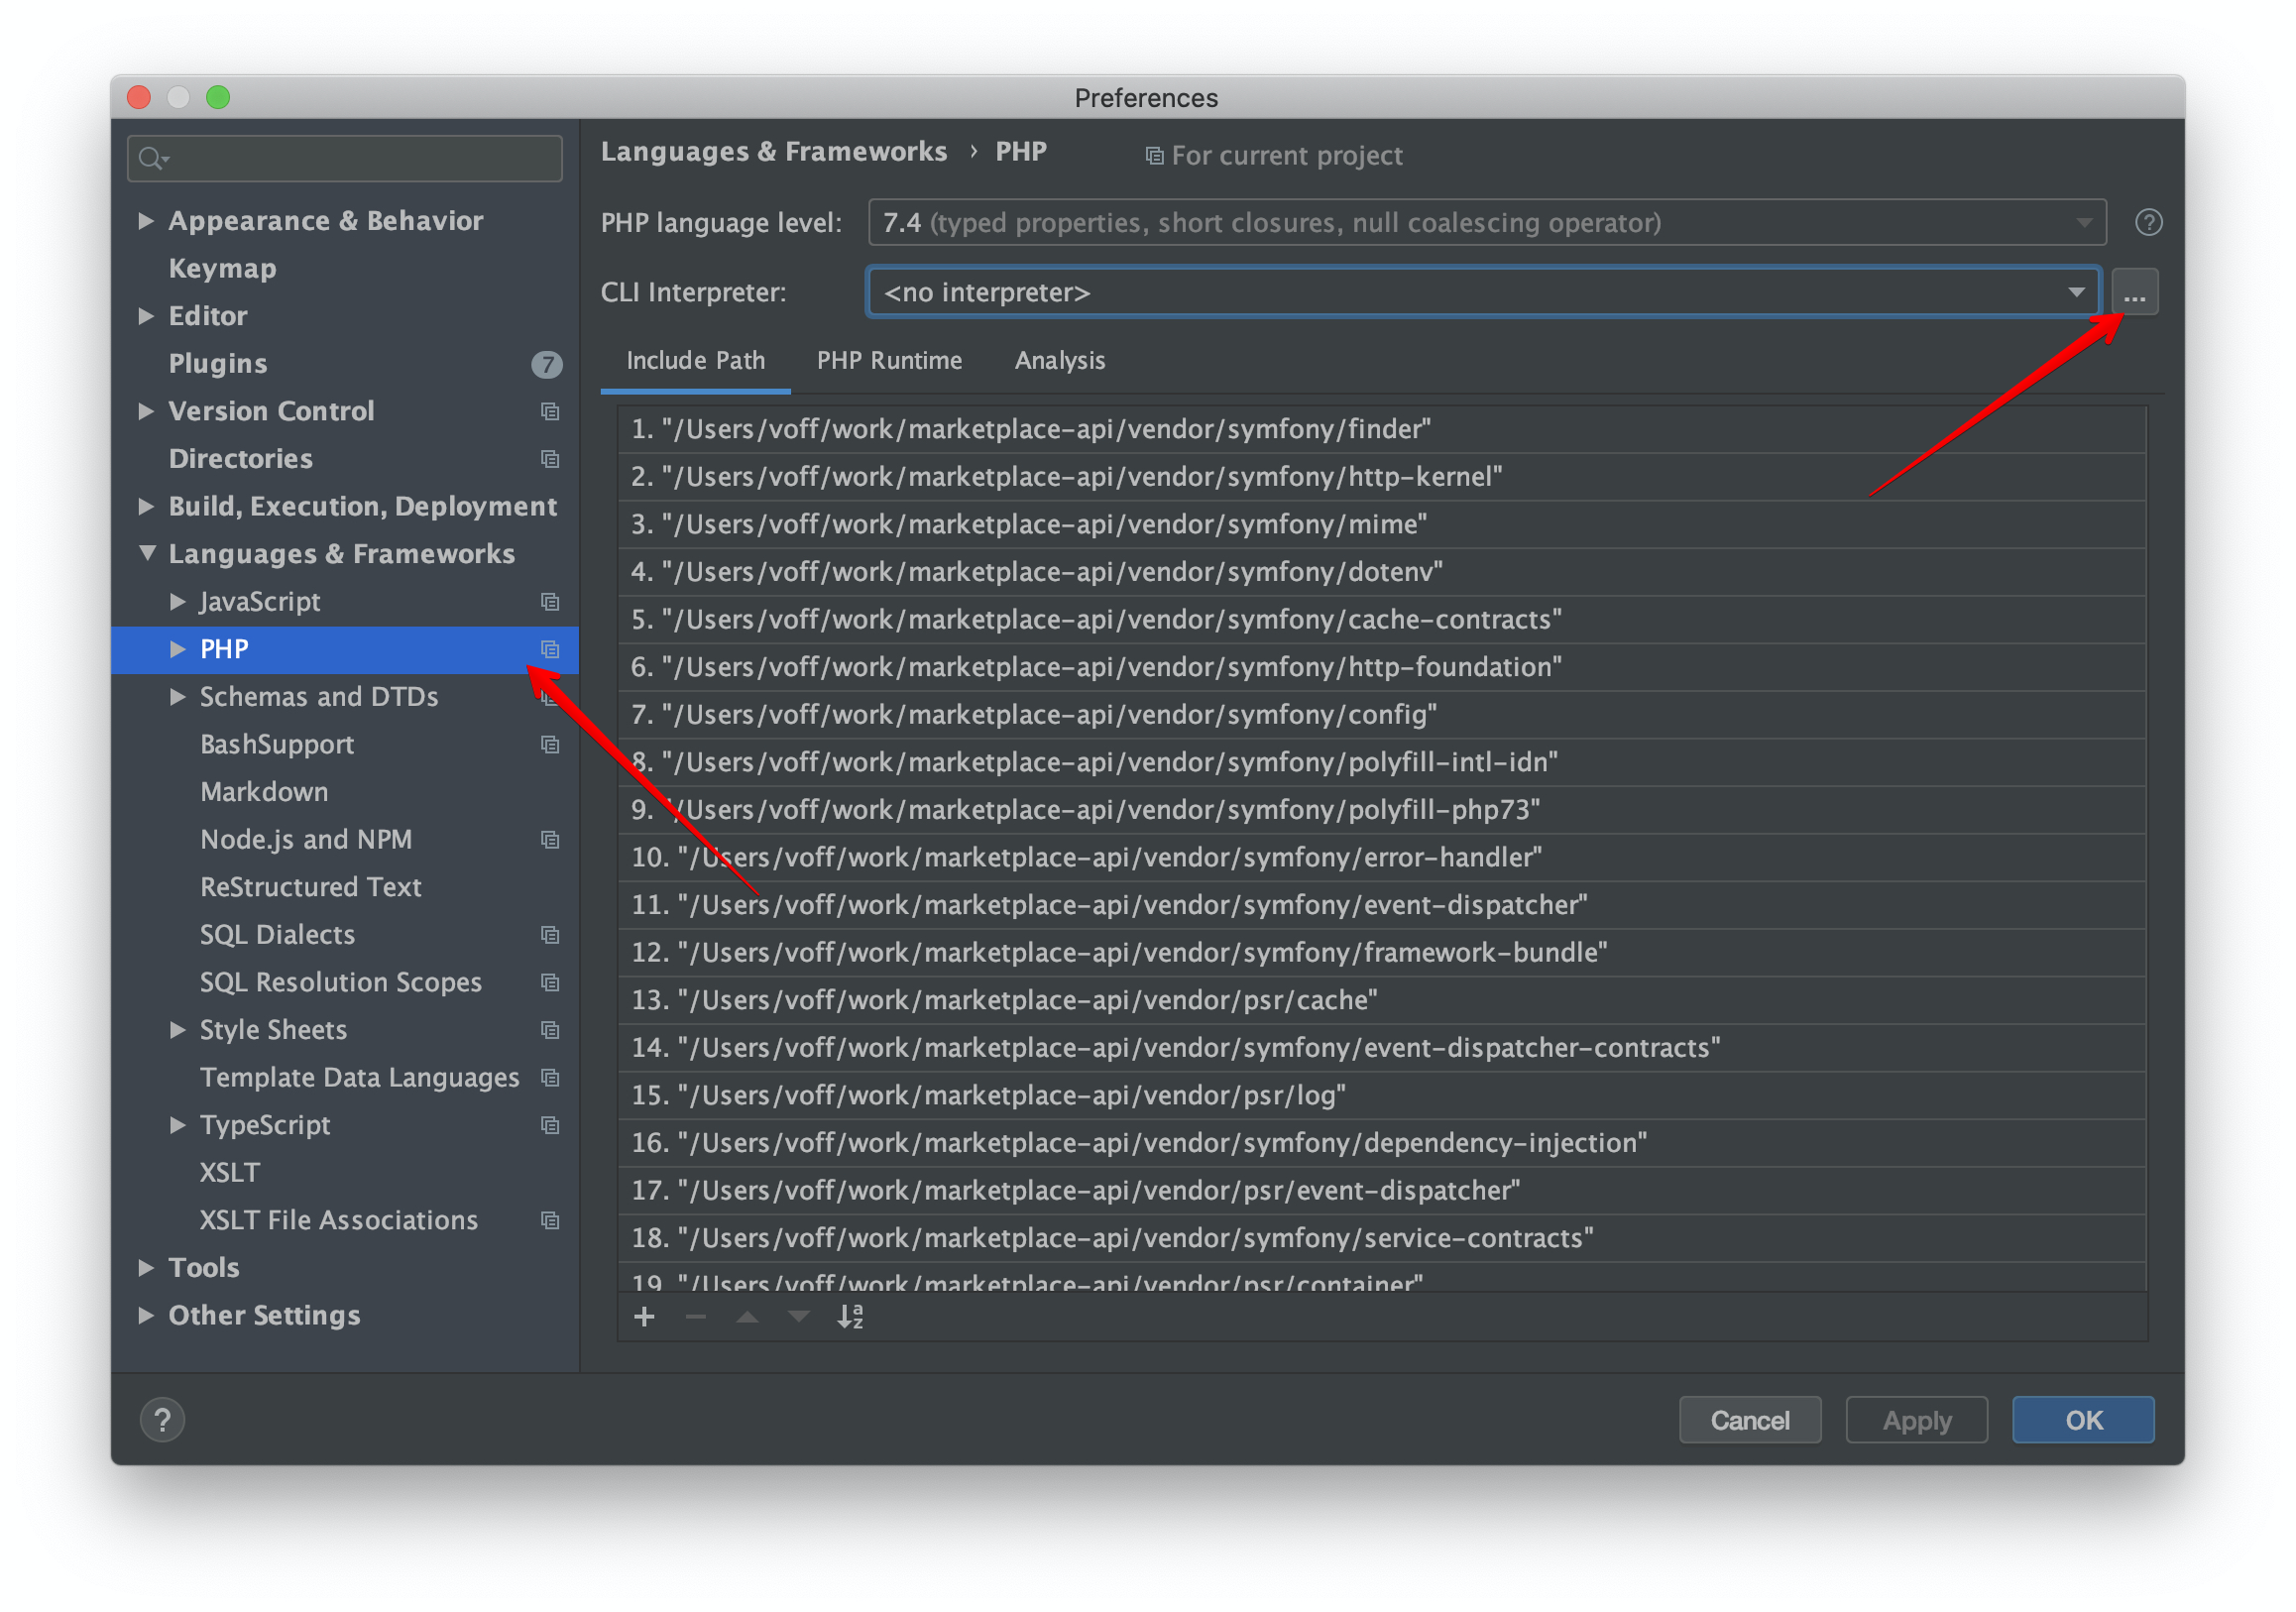 Preferences
Appearance & Behavior
Keymap
Editor
Plugins 7
Version Control
Directories
Build, Execution, Deployment
Languages & Frameworks
JavaScript
PHP
Schemas and DTDs
BashSupport
Markdown
Node.js and NPM
ReStructured Text
SQL Dialects
SQL Resolution Scopes
Style Sheets
Template Data Languages
TypeScript
XSLT
XSLT File Associations
Tools
Other Settings
Languages & Frameworks › PHP For current project
PHP language level: 7.4 (typed properties, short closures, null coalescing operator) ?
CLI Interpreter: <no interpreter> ...
Include Path PHP Runtime Analysis
1. "/Users/voff/work/marketplace-api/vendor/symfony/finder"
2. "/Users/voff/work/marketplace-api/vendor/symfony/http-kernel"
3. "/Users/voff/work/marketplace-api/vendor/symfony/mime"
4. "/Users/voff/work/marketplace-api/vendor/symfony/dotenv"
5. "/Users/voff/work/marketplace-api/vendor/symfony/cache-contracts"
6. "/Users/voff/work/marketplace-api/vendor/symfony/http-foundation"
7. "/Users/voff/work/marketplace-api/vendor/symfony/config"
8. "/Users/voff/work/marketplace-api/vendor/symfony/polyfill-intl-idn"
9. "/Users/voff/work/marketplace-api/vendor/symfony/polyfill-php73"
10. "/Users/voff/work/marketplace-api/vendor/symfony/error-handler"
11. "/Users/voff/work/marketplace-api/vendor/symfony/event-dispatcher"
12. "/Users/voff/work/marketplace-api/vendor/symfony/framework-bundle"
13. "/Users/voff/work/marketplace-api/vendor/psr/cache"
14. "/Users/voff/work/marketplace-api/vendor/symfony/event-dispatcher-contracts"
15. "/Users/voff/work/marketplace-api/vendor/psr/log"
16. "/Users/voff/work/marketplace-api/vendor/symfony/dependency-injection"
17. "/Users/voff/work/marketplace-api/vendor/psr/event-dispatcher"
18. "/Users/voff/work/marketplace-api/vendor/symfony/service-contracts"
19. "/Users/voff/work/marketplace-api/vendor/psr/container"
a
z
?
Cancel Apply OK